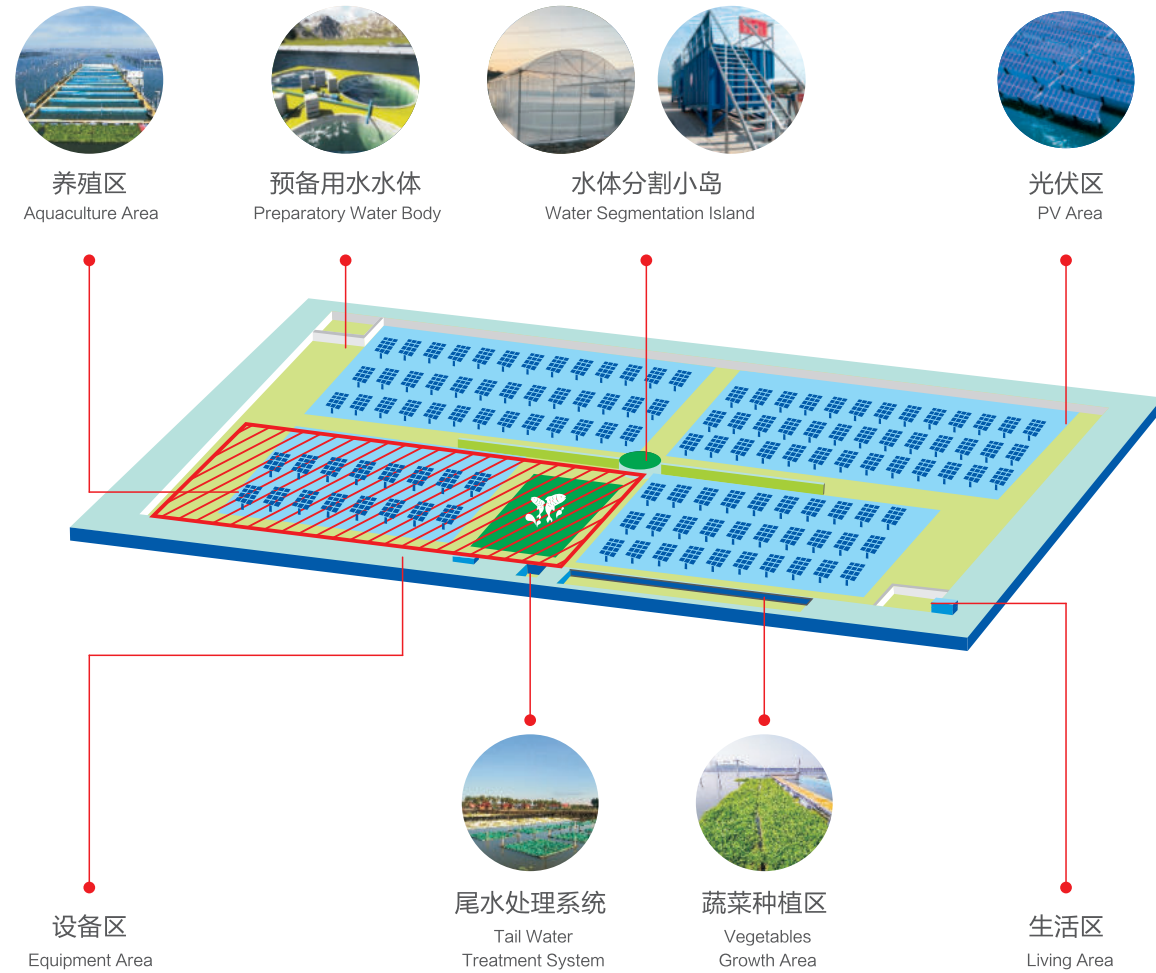 养殖区
Aquaculture Area
预备用水水体
Preparatory Water Body
水体分割小岛
Water Segmentation Island
光伏区
PV Area
设备区
Equipment Area
尾水处理系统
Tail Water
Treatment System
蔬菜种植区
Vegetables
Growth Area
生活区
Living Area